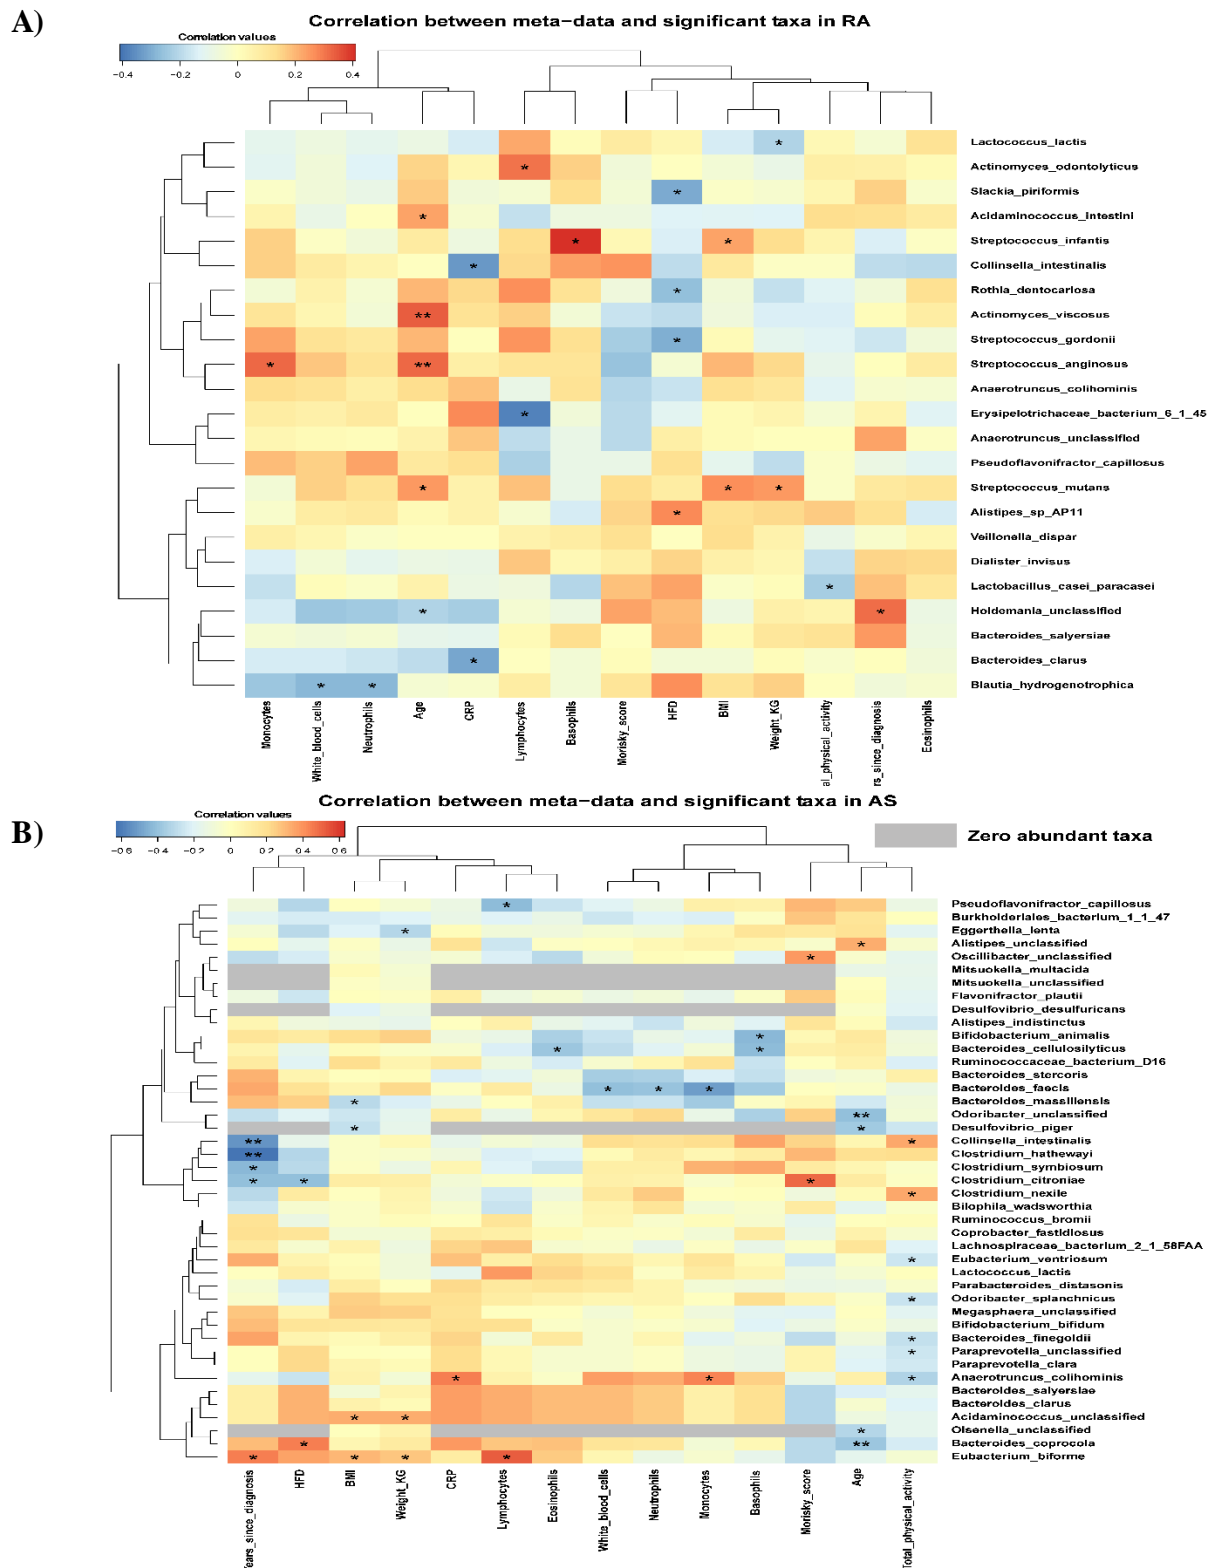 A)
Correlation between meta-data and significant taxa in RA
Correlation values
-0.4 -0.2 0 0.2 0.4
Lactococcus_lactis
*
Actinomyces_odontolyticus
*
Slackia_piriformis
*
Acidaminococcus_intestini
*
Streptococcus_infantis
* *
Collinsella_intestinalis
*
Rothia_dentocariosa
*
Actinomyces_viscosus
**
Streptococcus_gordonii
*
Streptococcus_anginosus
* **
Anaerotruncus_colihominis
Erysipelotrichaceae_bacterium_6_1_45
*
Anaerotruncus_unclassified
Pseudoflavonifractor_capillosus
Streptococcus_mutans
* * *
Alistipes_sp_AP11
*
Veillonella_dispar
Dialister_invisus
Lactobacillus_casei_paracasei
*
Holdemania_unclassified
* *
Bacteroides_salyersiae
Bacteroides_clarus
*
Blautia_hydrogenotrophica
* *
Monocytes
White_blood_cells
Neutrophils
Age
CRP
Lymphocytes
Basophils
Morisky_score
HFD
BMI
Weight_KG
al_physical_activity
rs_since_diagnosis
Eosinophils
B)
Correlation between meta-data and significant taxa in AS
Correlation values
-0.6 -0.4 -0.2 0 0.2 0.4 0.6
Zero abundant taxa
Pseudoflavonifractor_capillosus
*
Burkholderiales_bacterium_1_1_47
Eggerthella_lenta
*
Alistipes_unclassified
*
Oscillibacter_unclassified
*
Mitsuokella_multacida
Mitsuokella_unclassified
Flavonifractor_plautii
Desulfovibrio_desulfuricans
Alistipes_indistinctus
Bifidobacterium_animalis
*
Bacteroides_cellulosilyticus
* *
Ruminococcaceae_bacterium_D16
Bacteroides_stercoris
Bacteroides_faecis
* * *
Bacteroides_massiliensis
*
Odoribacter_unclassified
**
Desulfovibrio_piger
* *
Collinsella_intestinalis
** *
Clostridium_hathewayi
**
Clostridium_symbiosum
*
Clostridium_citroniae
* * *
Clostridium_nexile
*
Bilophila_wadsworthia
Ruminococcus_bromii
Coprobacter_fastidiosus
Lachnospiraceae_bacterium_2_1_58FAA
Eubacterium_ventriosum
*
Lactococcus_lactis
Parabacteroides_distasonis
Odoribacter_splanchnicus
*
Megasphaera_unclassified
Bifidobacterium_bifidum
Bacteroides_finegoldii
*
Paraprevotella_unclassified
*
Paraprevotella_clara
Anaerotruncus_colihominis
* * *
Bacteroides_salyersiae
Bacteroides_clarus
Acidaminococcus_unclassified
* *
Olsenella_unclassified
*
Bacteroides_coprocola
* **
Eubacterium_biforme
* * * *
Years_since_diagnosis
HFD
BMI
Weight_KG
CRP
Lymphocytes
Eosinophils
White_blood_cells
Neutrophils
Monocytes
Basophils
Morisky_score
Age
Total_physical_activity